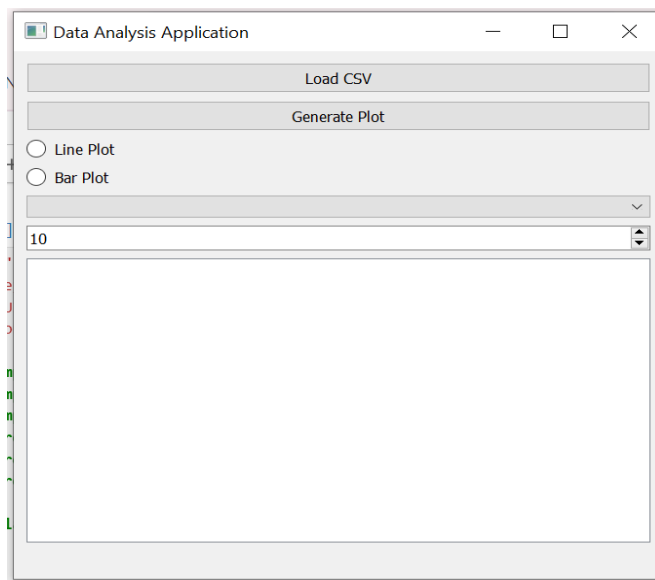 Data Analysis Application
Load CSV
Generate Plot
Line Plot
Bar Plot
10